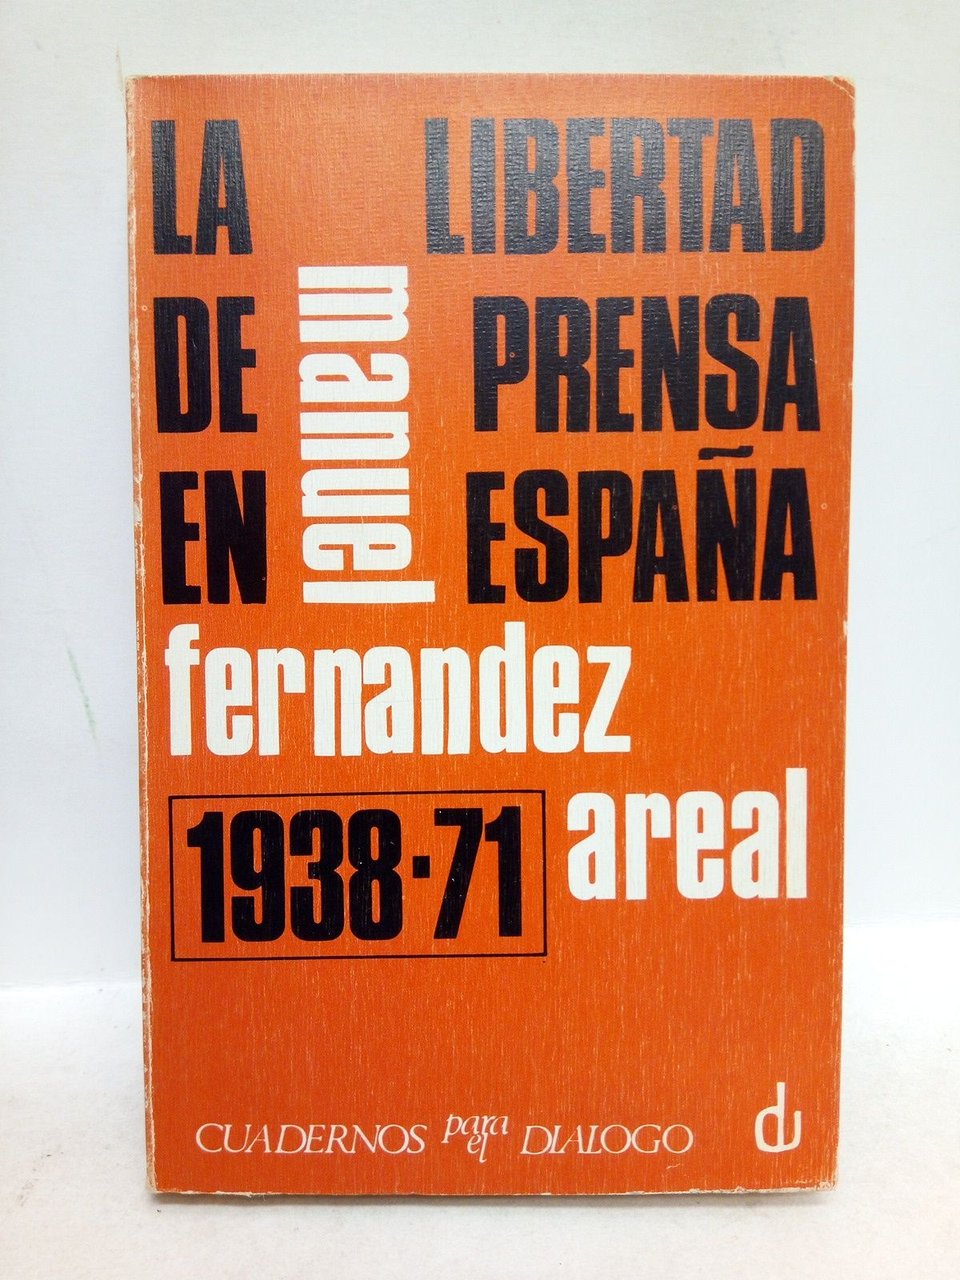 LA LIBERTAD
DE PRENSA
EN ESPAÑA
manuel
fernandez
areal
1938-71
CUADERNOS para el DIALOGO